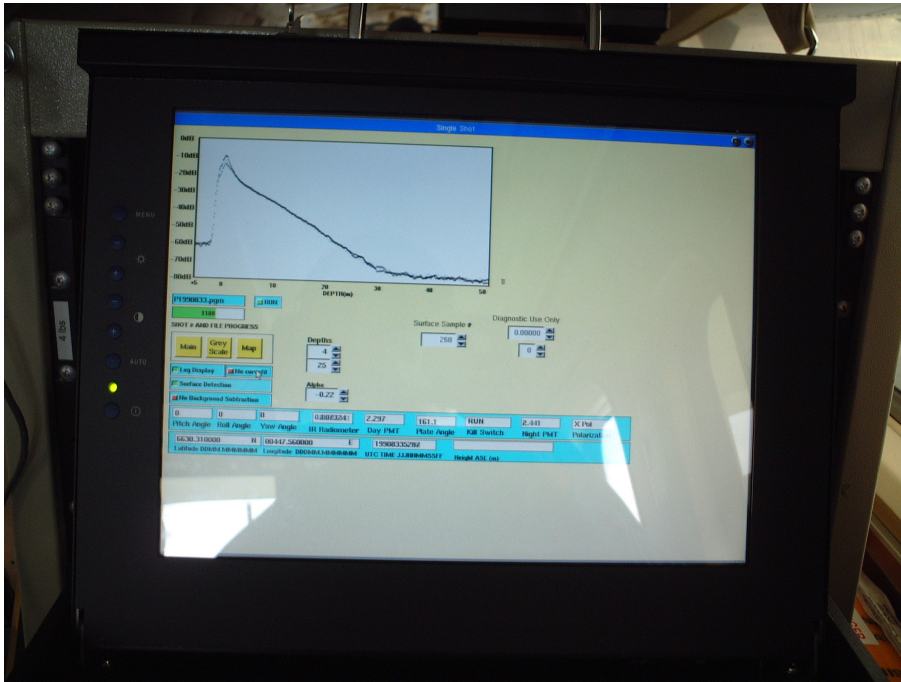 Single Shot
0dB
-10dB
-20dB
-30dB
-40dB
-50dB
-60dB
-70dB
-80dB
+5 0 10 20 30 40 50
DEPTH(m)
RUN
3188
SHOT # AND FILE PROGRESS
Main Grey Scale Map
Log Display
Surface Detection
No Background Subtraction
Depths
4
25
Alpha
-0.22
Surface Sample #
250
Diagnostic Use Only
0.00000
0
0 0 0 2.297 161.1 RUN 2.441 X Pol
Pitch Angle Roll Angle Yaw Angle IR Radiometer Day PMT Plate Angle Kill Switch Night PMT Polarization
6630.310000 N 00447.560000 E
Latitude Longitude UTC TIME Height ASL (m)
MENU
AUTO
4 lbs